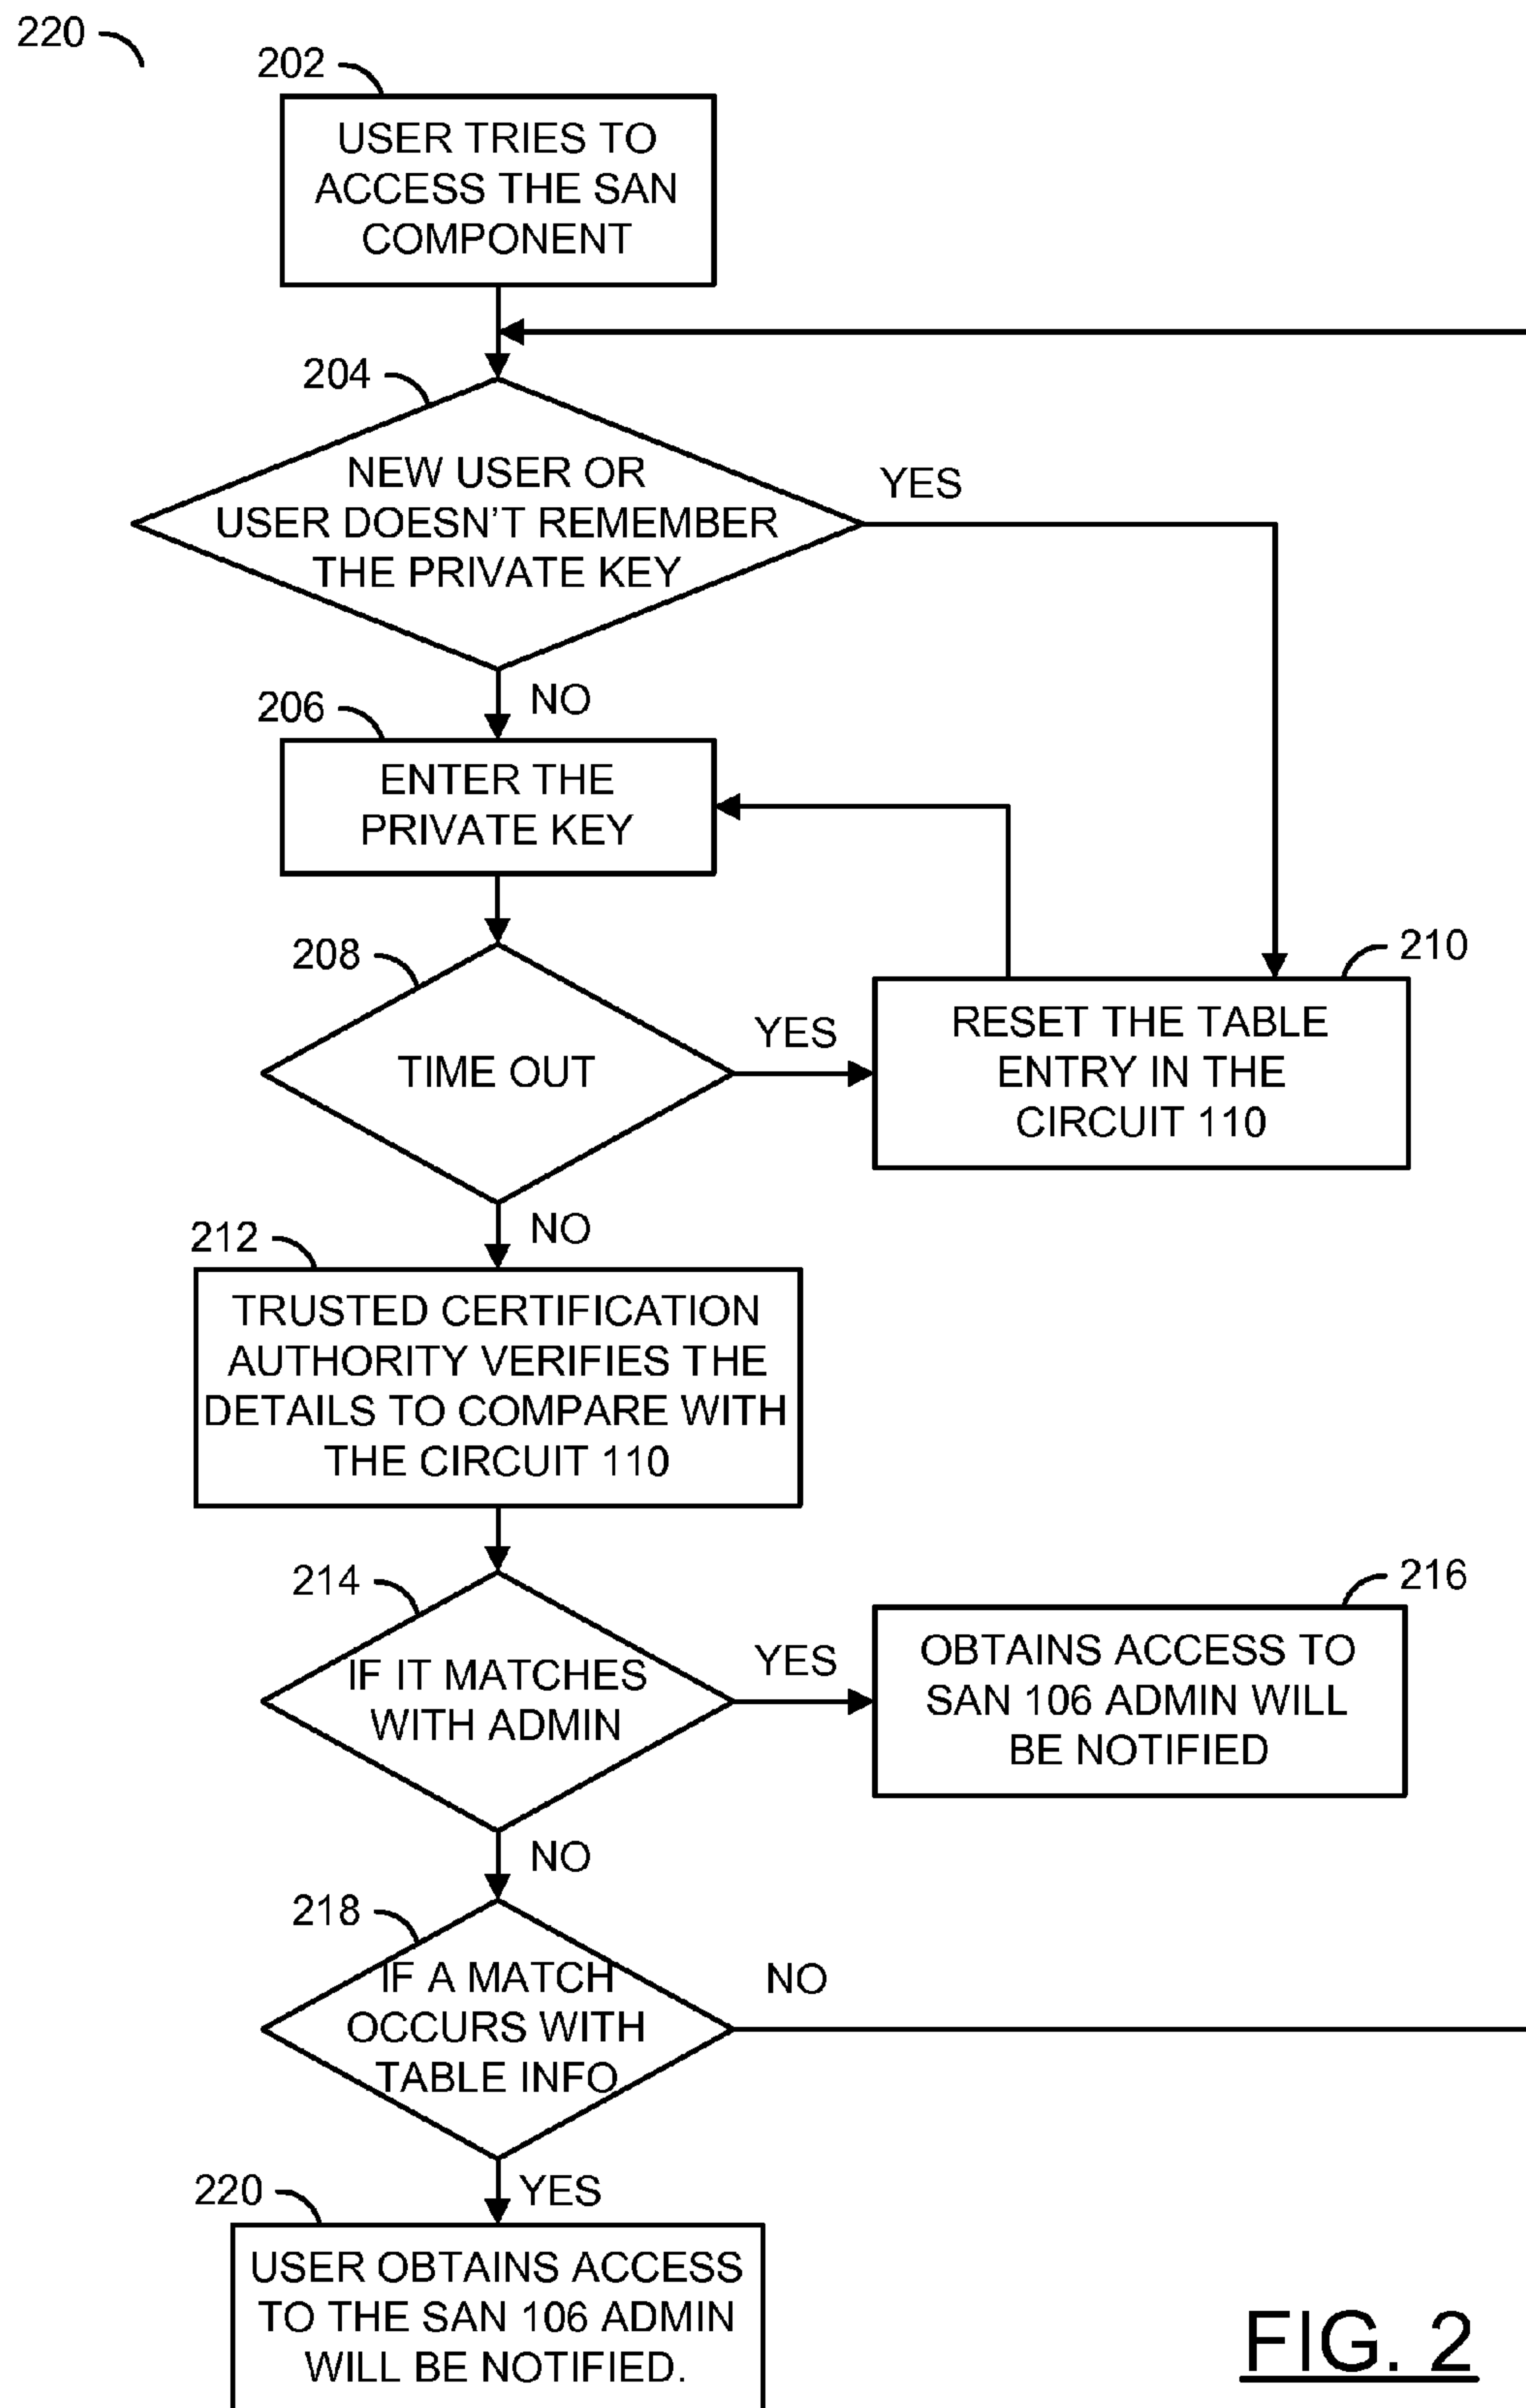 220
202
USER TRIES TO
ACCESS THE SAN
COMPONENT
204
NEW USER OR
USER DOESN'T REMEMBER
THE PRIVATE KEY
YES
NO
206
ENTER THE
PRIVATE KEY
208
TIME OUT
YES
210
RESET THE TABLE
ENTRY IN THE
CIRCUIT 110
NO
212
TRUSTED CERTIFICATION
AUTHORITY VERIFIES THE
DETAILS TO COMPARE WITH
THE CIRCUIT 110
214
IF IT MATCHES
WITH ADMIN
YES
216
OBTAINS ACCESS TO
SAN 106 ADMIN WILL
BE NOTIFIED
NO
218
IF A MATCH
OCCURS WITH
TABLE INFO
NO
YES
220
USER OBTAINS ACCESS
TO THE SAN 106 ADMIN
WILL BE NOTIFIED.
FIG. 2